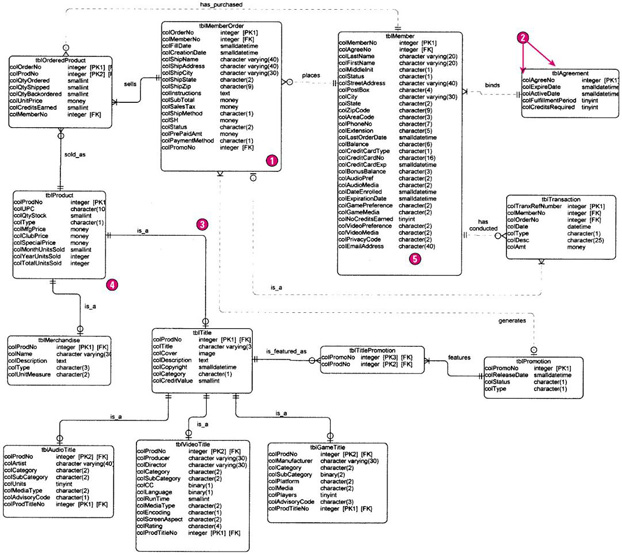 has_purchased
tblOrderedProduct
colOrderNo integer [PK1] [F
colProdNo integer [PK2] [F
colQtyOrdered smallint
colQtyShipped smallint
colQtyBackordered smallint
colUnitPrice money
colCreditsEarned smallint
colMemberNo integer [FK]
sells
tblMemberOrder
colOrderNo integer [PK1]
colMemberNo integer [FK]
colFillDate smalldatetime
colCreationDate smalldatetime
colShipName character varying(40)
colShipAddress character varying(40)
colShipCity character varying(30)
colShipState character(2)
colShipZip character(9)
colInstructions text
colSubTotal money
colSalesTax money
colShipMethod character(1)
colSH money
colStatus character(2)
colPrePaidAmt money
colPaymentMethod character(1)
colPromoNo integer [FK]
1
places
tblMember
colMemberNo integer [PK1]
colAgreeNo integer [FK]
colLastName character varying(20)
colFirstName character varying(20)
colMiddleInit character(1)
colStatus character(1)
colStreetAddress character varying(40)
colPostBox character(4)
colCity character varying(30)
colState character(2)
colZipCode character(9)
colAreaCode character(3)
colPhoneNo character(7)
colExtension character(5)
colLastOrderDate smalldatetime
colBalance character(6)
colCreditCardType character(1)
colCreditCardNo character(16)
colCreditCardExp smalldatetime
colBonusBalance character(3)
colAudioPref character(2)
colAudioMedia character(2)
colDateEnrolled smalldatetime
colExpirationDate smalldatetime
colGamePreference character(2)
colGameMedia character(2)
colNoCreditsEarned tinyint
colVideoPreference character(2)
colVideoMedia character(2)
colPrivacyCode character(2)
colEmailAddress character(40)
5
binds
2
tblAgreement
colAgreeNo integer [PK1]
colExpireDate smalldatetime
colActiveDate smalldatetime
colFulfillmentPeriod tinyint
colCreditsRequired tinyint
has
conducted
tblTransaction
colTranxRefNumber integer [PK1]
colMemberNo integer [FK]
colOrderNo integer [FK]
colDate datetime
colType character(1)
colDesc character(25)
colAmt money
sold_as
tblProduct
colProdNo integer [PK1]
colUPC character(10
colQtyStock smallint
colType character(1)
colMfgPrice money
colClubPrice money
colSpecialPrice money
colMonthUnitsSold smallint
colYearUnitsSold integer
colTotalUnitsSold integer
3
is_a
4
is_a
is_a
generates
tblMerchandise
colProdNo integer [PK1] [FK]
colName character varying(30
colDescription text
colType character(3)
colUnitMeasure character(2)
tblTitle
colProdNo integer [PK1] [FK]
colTitle character varying(3
colCover image
colDescription text
colCopyright smalldatetime
colCategory character(1)
colCreditValue smallint
is_featured_as
tblTitlePromotion
colPromoNo integer [PK3] [FK]
colProdNo integer [PK2] [FK]
features
tblPromotion
colPromoNo integer [PK1]
colReleaseDate smalldatetime
colStatus character(1)
colType character(1)
is_a
is_a
is_a
tblAudioTitle
colProdNo integer [PK2] [FK]
colArtist character varying(40)
colCategory character(2)
colSubCategory character(2)
colUnits tinyint
colMediaType character(2)
colAdvisoryCode character(1)
colProdTitleNo integer [PK1] [FK]
tblVideoTitle
colProdNo integer [PK2] [FK]
colProducer character varying(30)
colDirector character varying(30)
colCategory character(2)
colSubCategory character(2)
colCC binary(1)
colLanguage binary(1)
colRunTime smallint
colMediaType character(2)
colEncoding character(1)
colScreenAspect character(2)
colRating character(4)
colProdTitleNo integer [PK1] [FK]
tblGameTitle
colProdNo integer [PK2] [FK]
colManufacturer character varying(30)
colCategory character(2)
colSubCategory binary(2)
colPlatform character(2)
colMedia character(2)
colPlayers tinyint
colAdvisoryCode character(3)
colProdTitleNo integer [PK1] [FK]